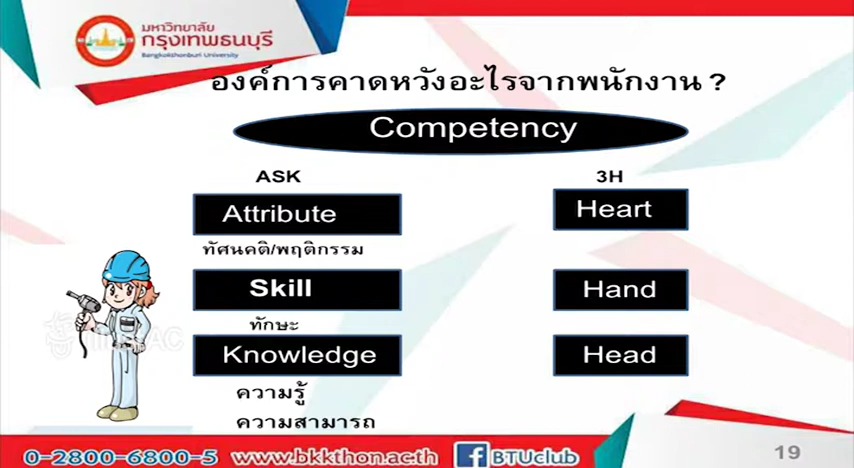 มหาวิทยาลัย
กรุงเทพธนบุรี
Bangkokthonburi University
องค์การคาดหวังอะไรจากพนักงาน ?
Competency
ASK 3H
Attribute Heart
ทัศนคติ/พฤติกรรม
Skill Hand
ทักษะ
Knowledge Head
ความรู้
ความสามารถ
0-2800-6800-5 www.bkkthon.ac.th BTUclub 19